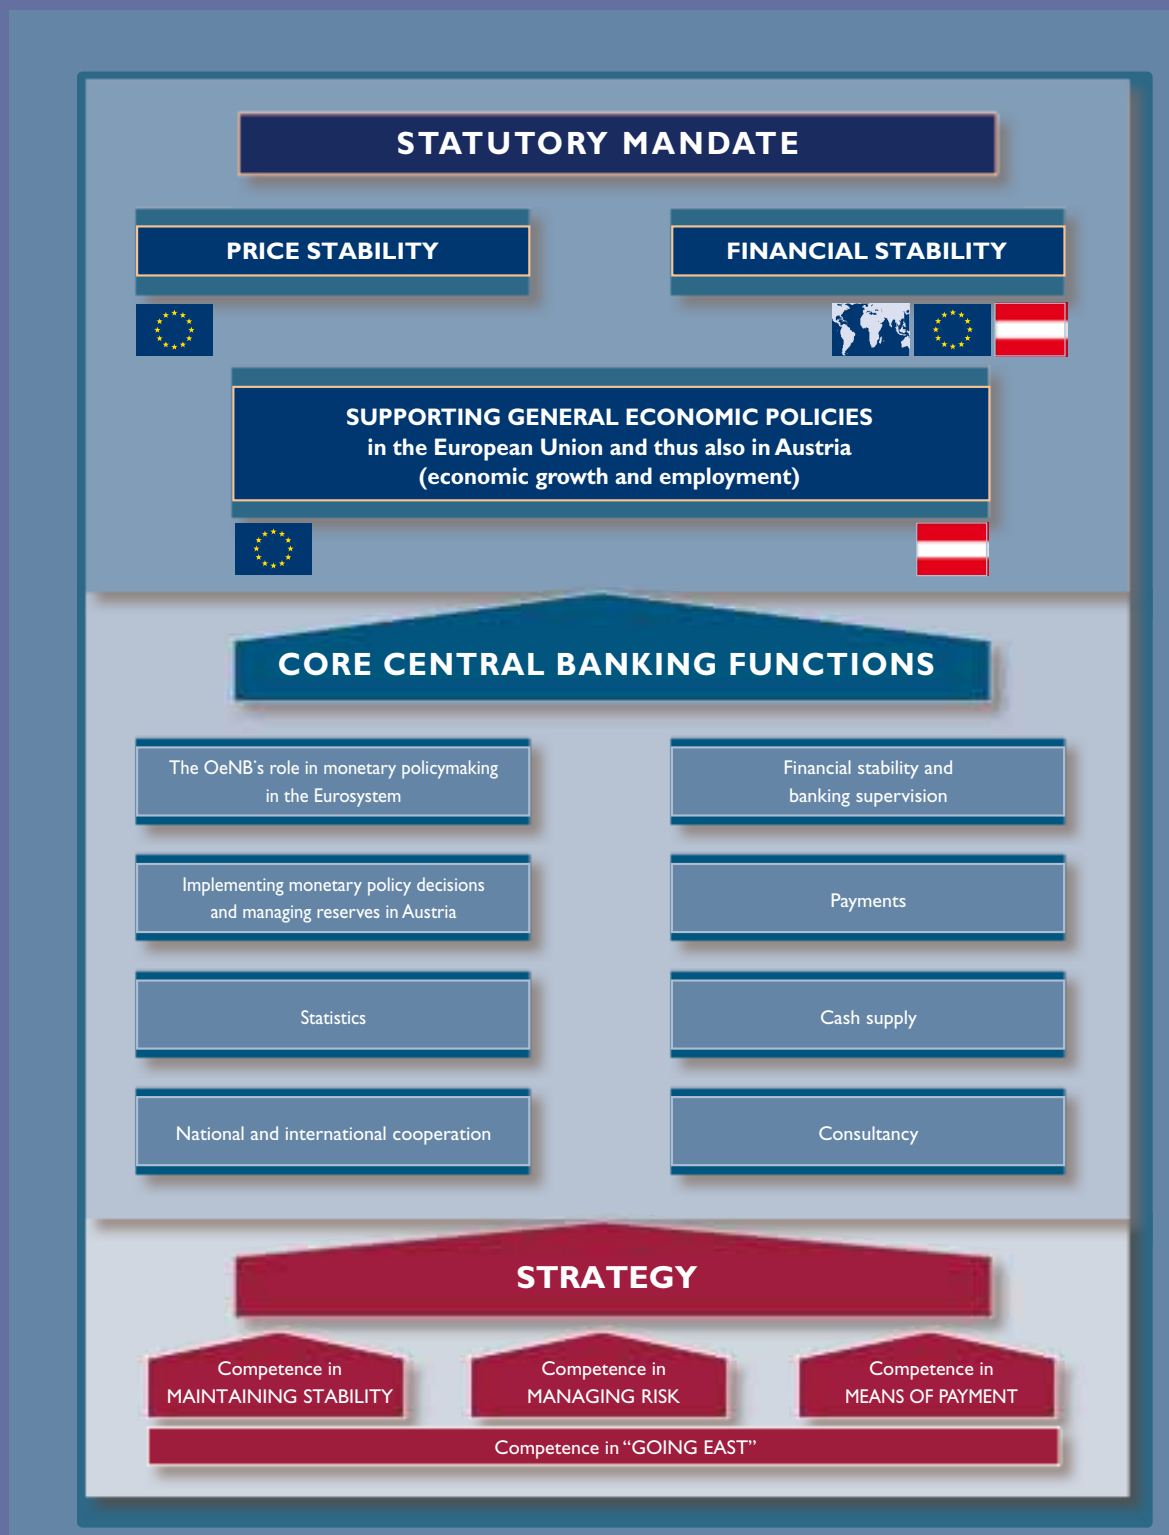 STATUTORY MANDATE
PRICE STABILITY
FINANCIAL STABILITY
SUPPORTING GENERAL ECONOMIC POLICIES
in the European Union and thus also in Austria
(economic growth and employment)
CORE CENTRAL BANKING FUNCTIONS
The OeNB's role in monetary policymaking
in the Eurosystem
Financial stability and
banking supervision
Implementing monetary policy decisions
and managing reserves in Austria
Payments
Statistics
Cash supply
National and international cooperation
Consultancy
STRATEGY
Competence in
MAINTAINING STABILITY
Competence in
MANAGING RISK
Competence in
MEANS OF PAYMENT
Competence in “GOING EAST”